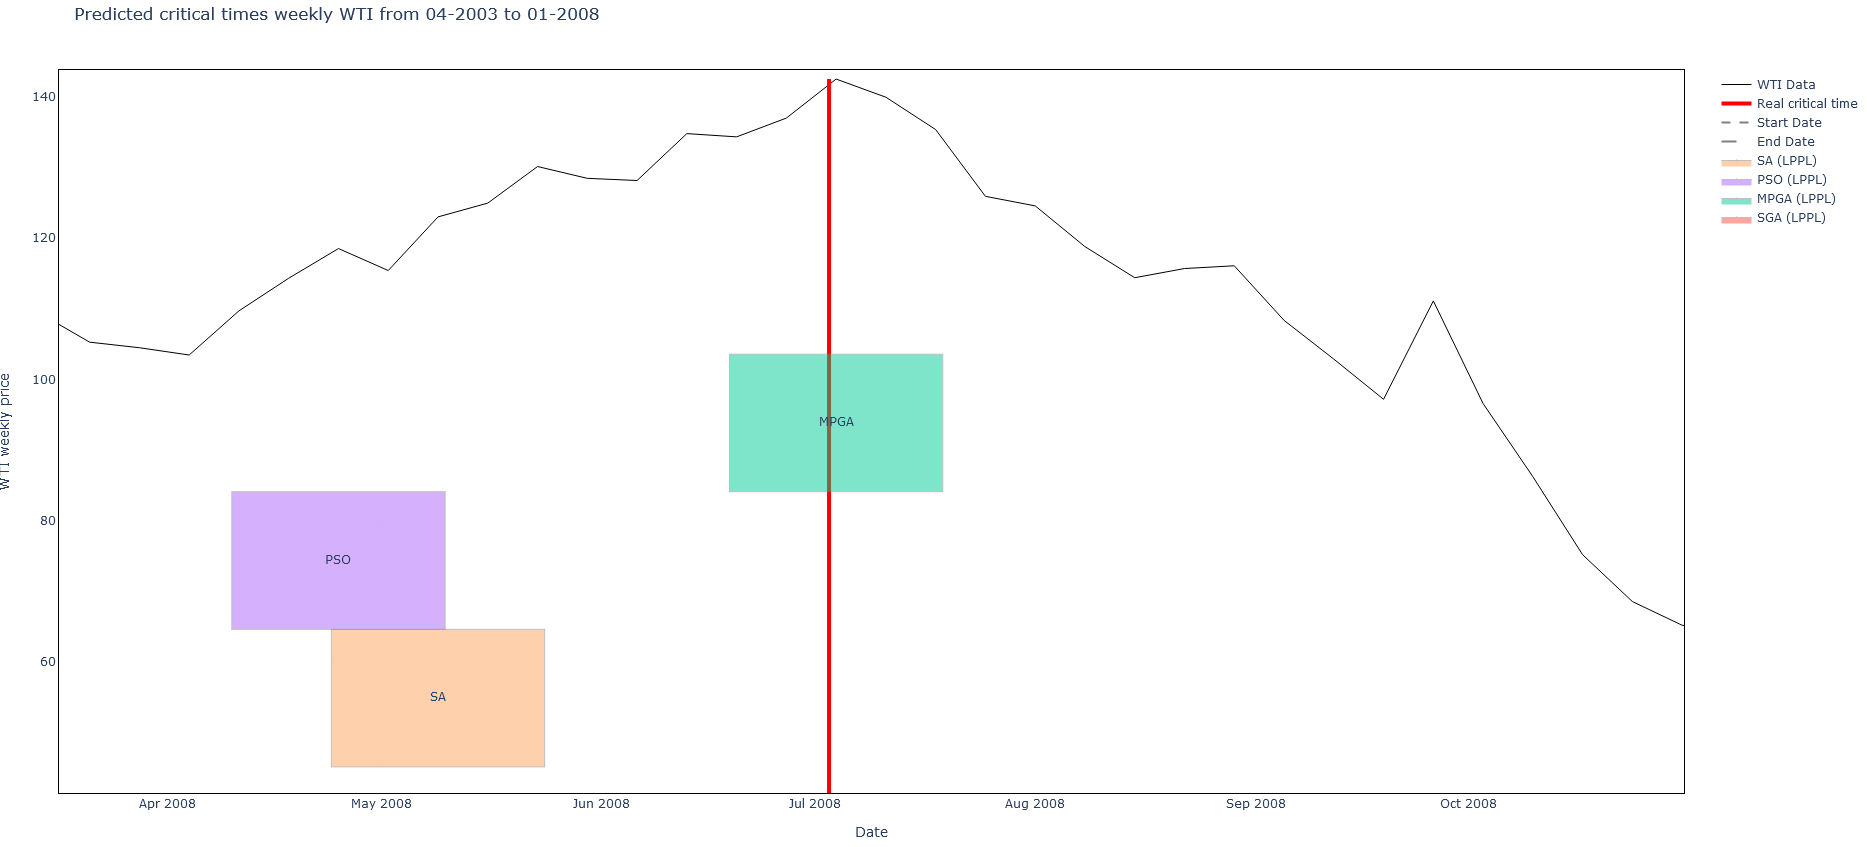 Predicted critical times weekly WTI from 04-2003 to 01-2008
WTI weekly price
140
120
100
80
60
MPGA
PSO
SA
Apr 2008
May 2008
Jun 2008
Jul 2008
Aug 2008
Sep 2008
Oct 2008
Date
WTI Data
Real critical time
Start Date
End Date
SA (LPPL)
PSO (LPPL)
MPGA (LPPL)
SGA (LPPL)